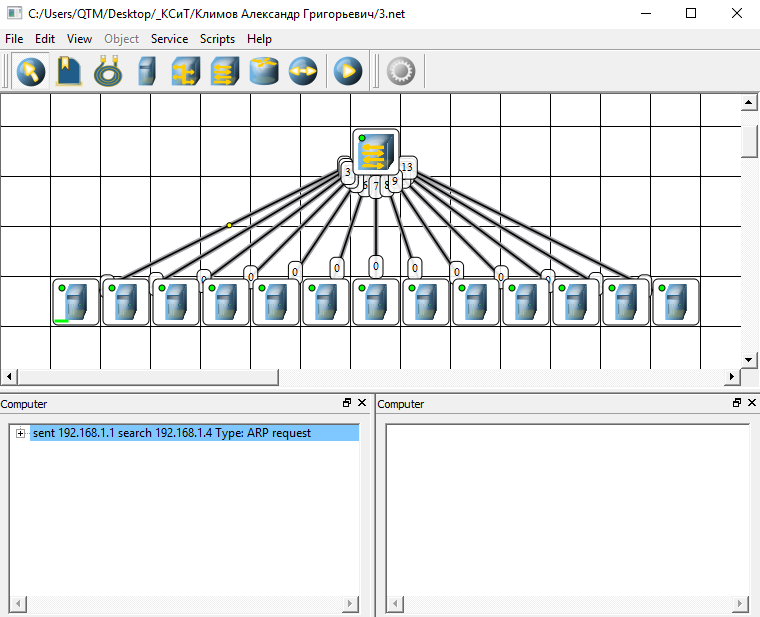 C:/Users/QTM/Desktop/_КСиТ/Климов Александр Григорьевич/3.net
File Edit View Object Service Scripts Help
3 7 9 13
0 0 0 0 0 0 0
Computer
Computer
sent 192.168.1.1 search 192.168.1.4 Type: ARP request